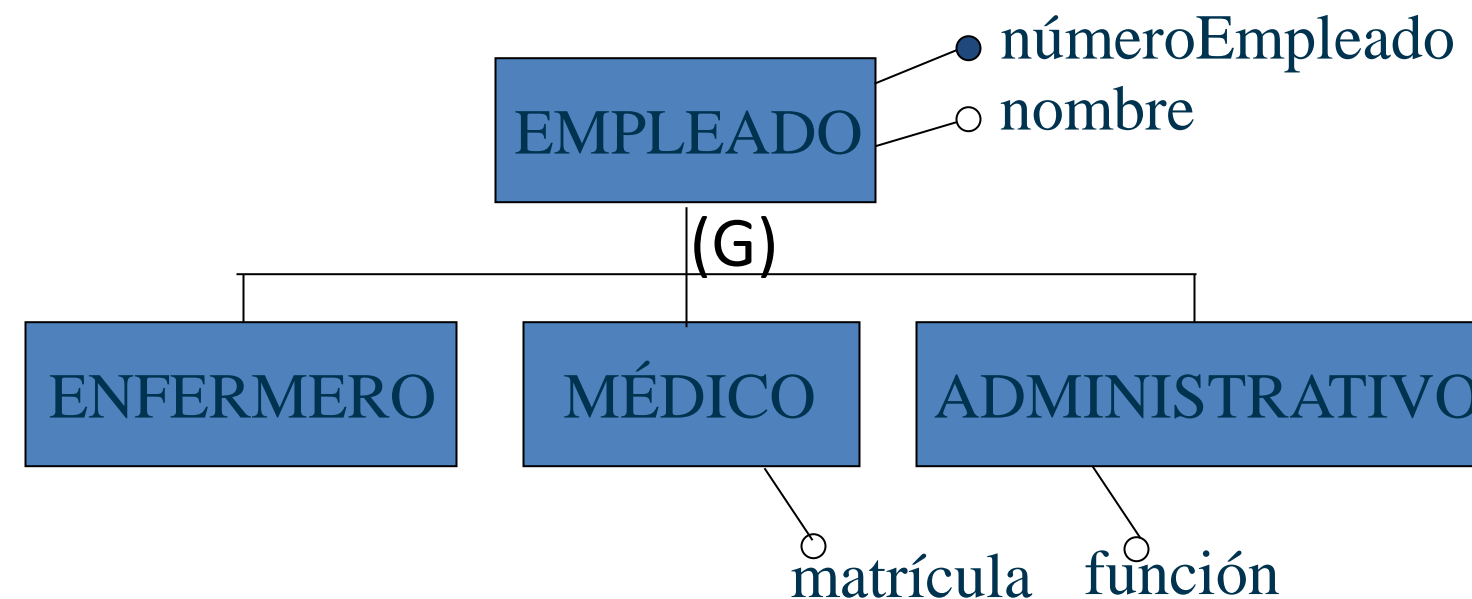 númeroEmpleado
nombre
EMPLEADO
(G)
ENFERMERO
MÉDICO
ADMINISTRATIVO
matrícula
función